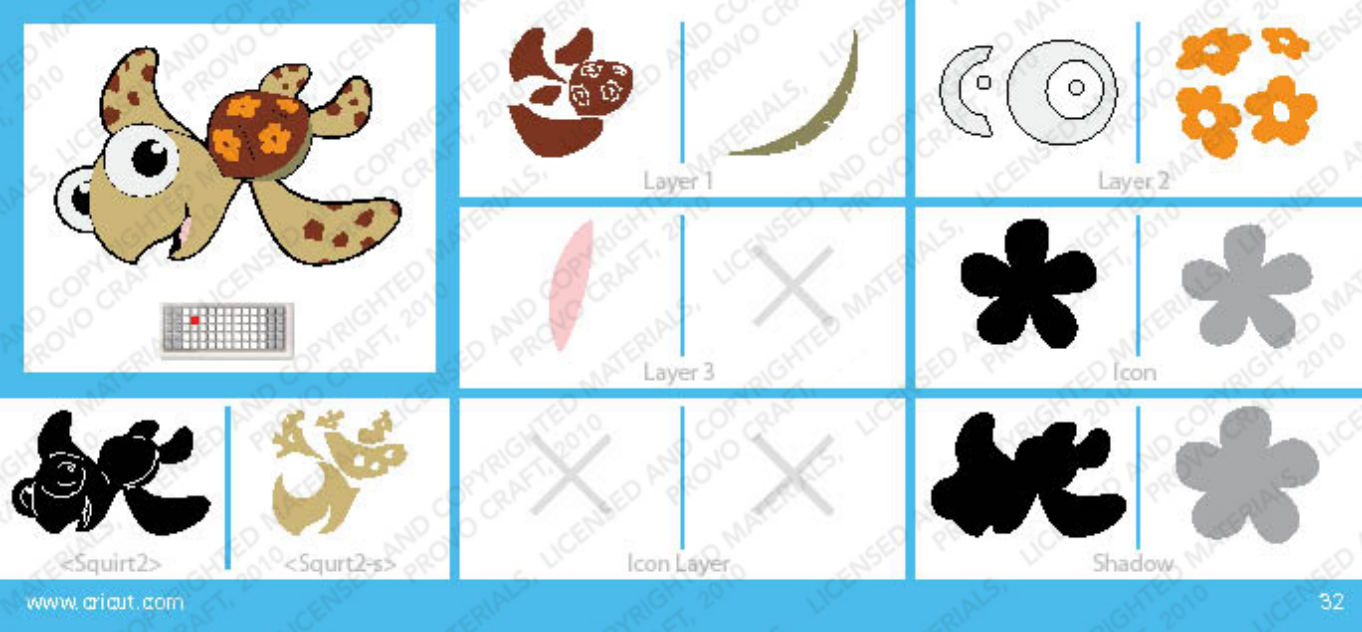 Layer 1
Layer 2
Layer 3
Icon
<Squirt2>
<Squrt2-s>
Icon Layer
Shadow
www.cricut.com
32
LICENSED AND COPYRIGHTED MATERIALS,
PROVO CRAFT, 2010